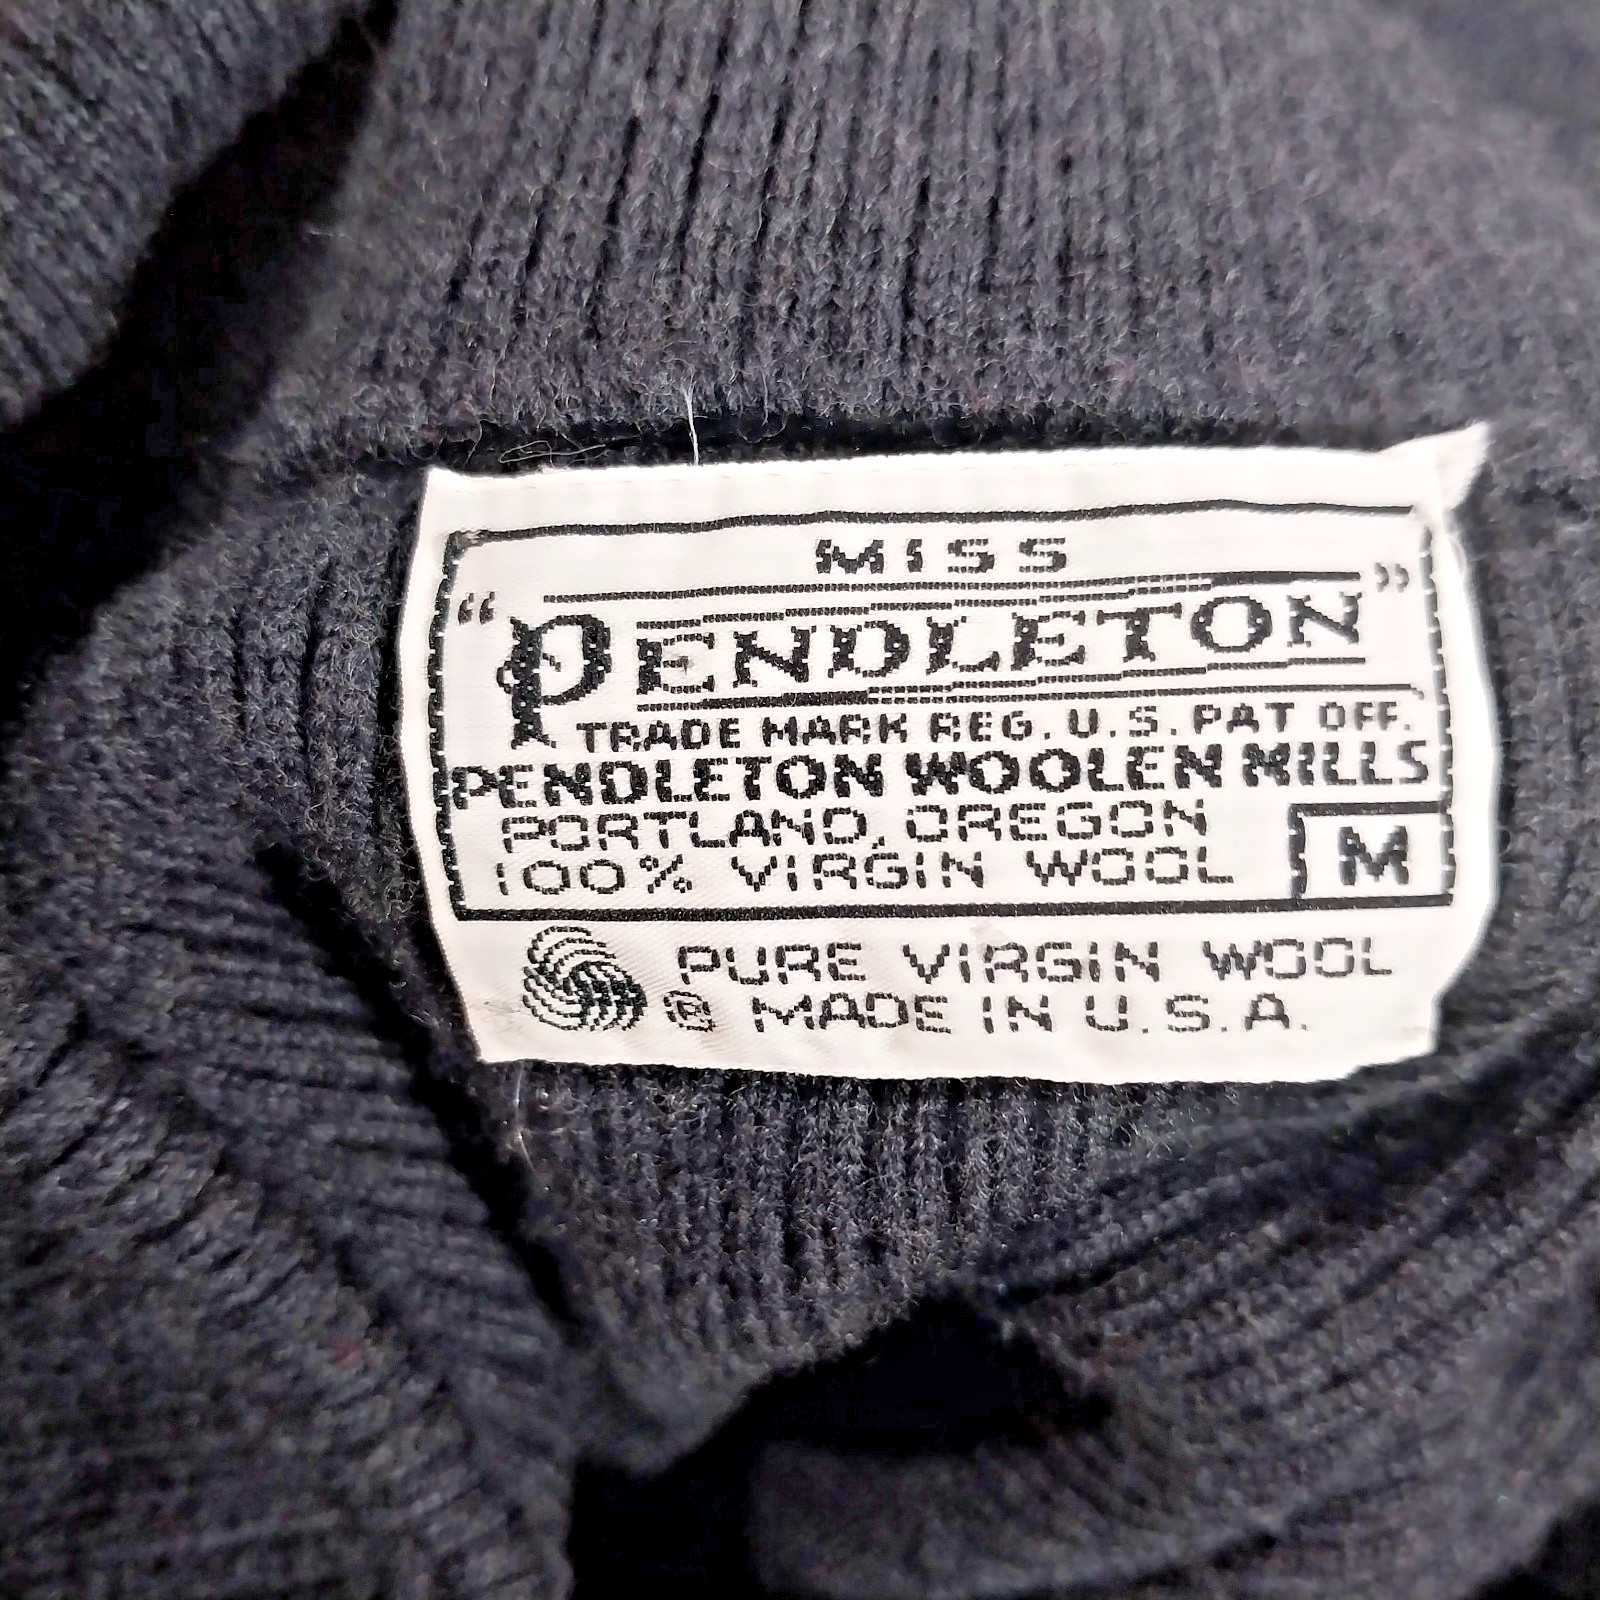 MISS
"PENDLETON"
TRADE MARK REG. U.S. PAT OFF.
PENDLETON WOOLEN MILLS
PORTLAND, OREGON
100% VIRGIN WOOL
M
PURE VIRGIN WOOL
® MADE IN U.S.A.